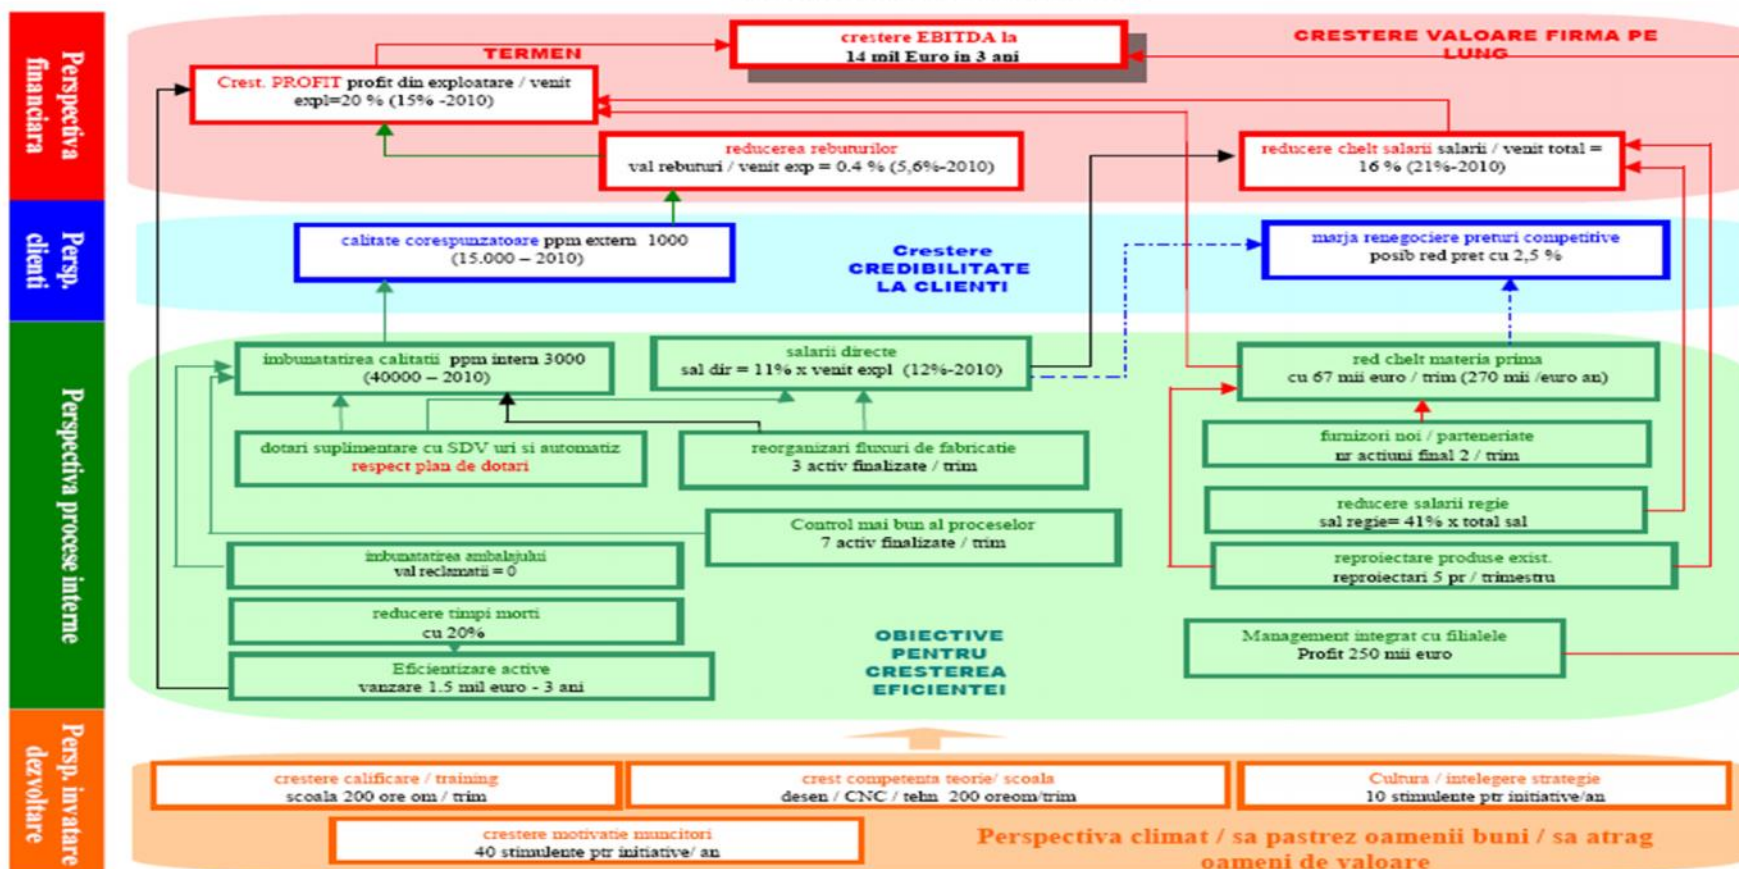 Perspectiva
financiara
TERMEN
crestere EBITDA la
14 mil Euro in 3 ani
CRESTERE VALOARE FIRMA PE
LUNG
Crest. PROFIT profit din exploatare / venit
expl=20 % (15% -2010)
reducerea rebuturilor
val rebuturi / venit exp = 0.4 % (5,6%-2010)
reducere chelt salarii salarii / venit total =
16 % (21%-2010)
Persp.
clienti
calitate corespunzatoare ppm extern 1000
(15.000 – 2010)
Crestere
CREDIBILITATE
LA CLIENTI
marja renegociere preturi competitive
posib red pret cu 2,5 %
Perspectiva procese interne
imbunatatirea calitatii ppm intern 3000
(40000 – 2010)
salarii directe
sal dir = 11% x venit expl (12%-2010)
red chelt materia prima
cu 67 mii euro / trim (270 mii /euro an)
dotari suplimentare cu SDV uri si automatiz
respect plan de dotari
reorganizari fluxuri de fabricatie
3 activ finalizate / trim
furnizori noi / parteneriate
nr actiuni final 2 / trim
reducere salarii regie
sal regie= 41% x total sal
Control mai bun al proceselor
7 activ finalizate / trim
imbunatatirea ambalajului
val reclamatii = 0
reproiectare produse exist.
reproiectari 5 pr / trimestru
reducere timpi morti
cu 20%
OBIECTIVE
PENTRU
CRESTEREA
EFICIENTEI
Management integrat cu filialele
Profit 250 mii euro
Eficientizare active
vanzare 1.5 mil euro - 3 ani
Persp. invatare
dezvoltare
crestere calificare / training
scoala 200 ore om / trim
crest competenta teorie/ scoala
desen / CNC / tehn 200 oreom/trim
Cultura / intelegere strategie
10 stimulente ptr initiative/an
crestere motivatie muncitori
40 stimulente ptr initiative/ an
Perspectiva climat / sa pastrez oamenii buni / sa atrag
oameni de valoare